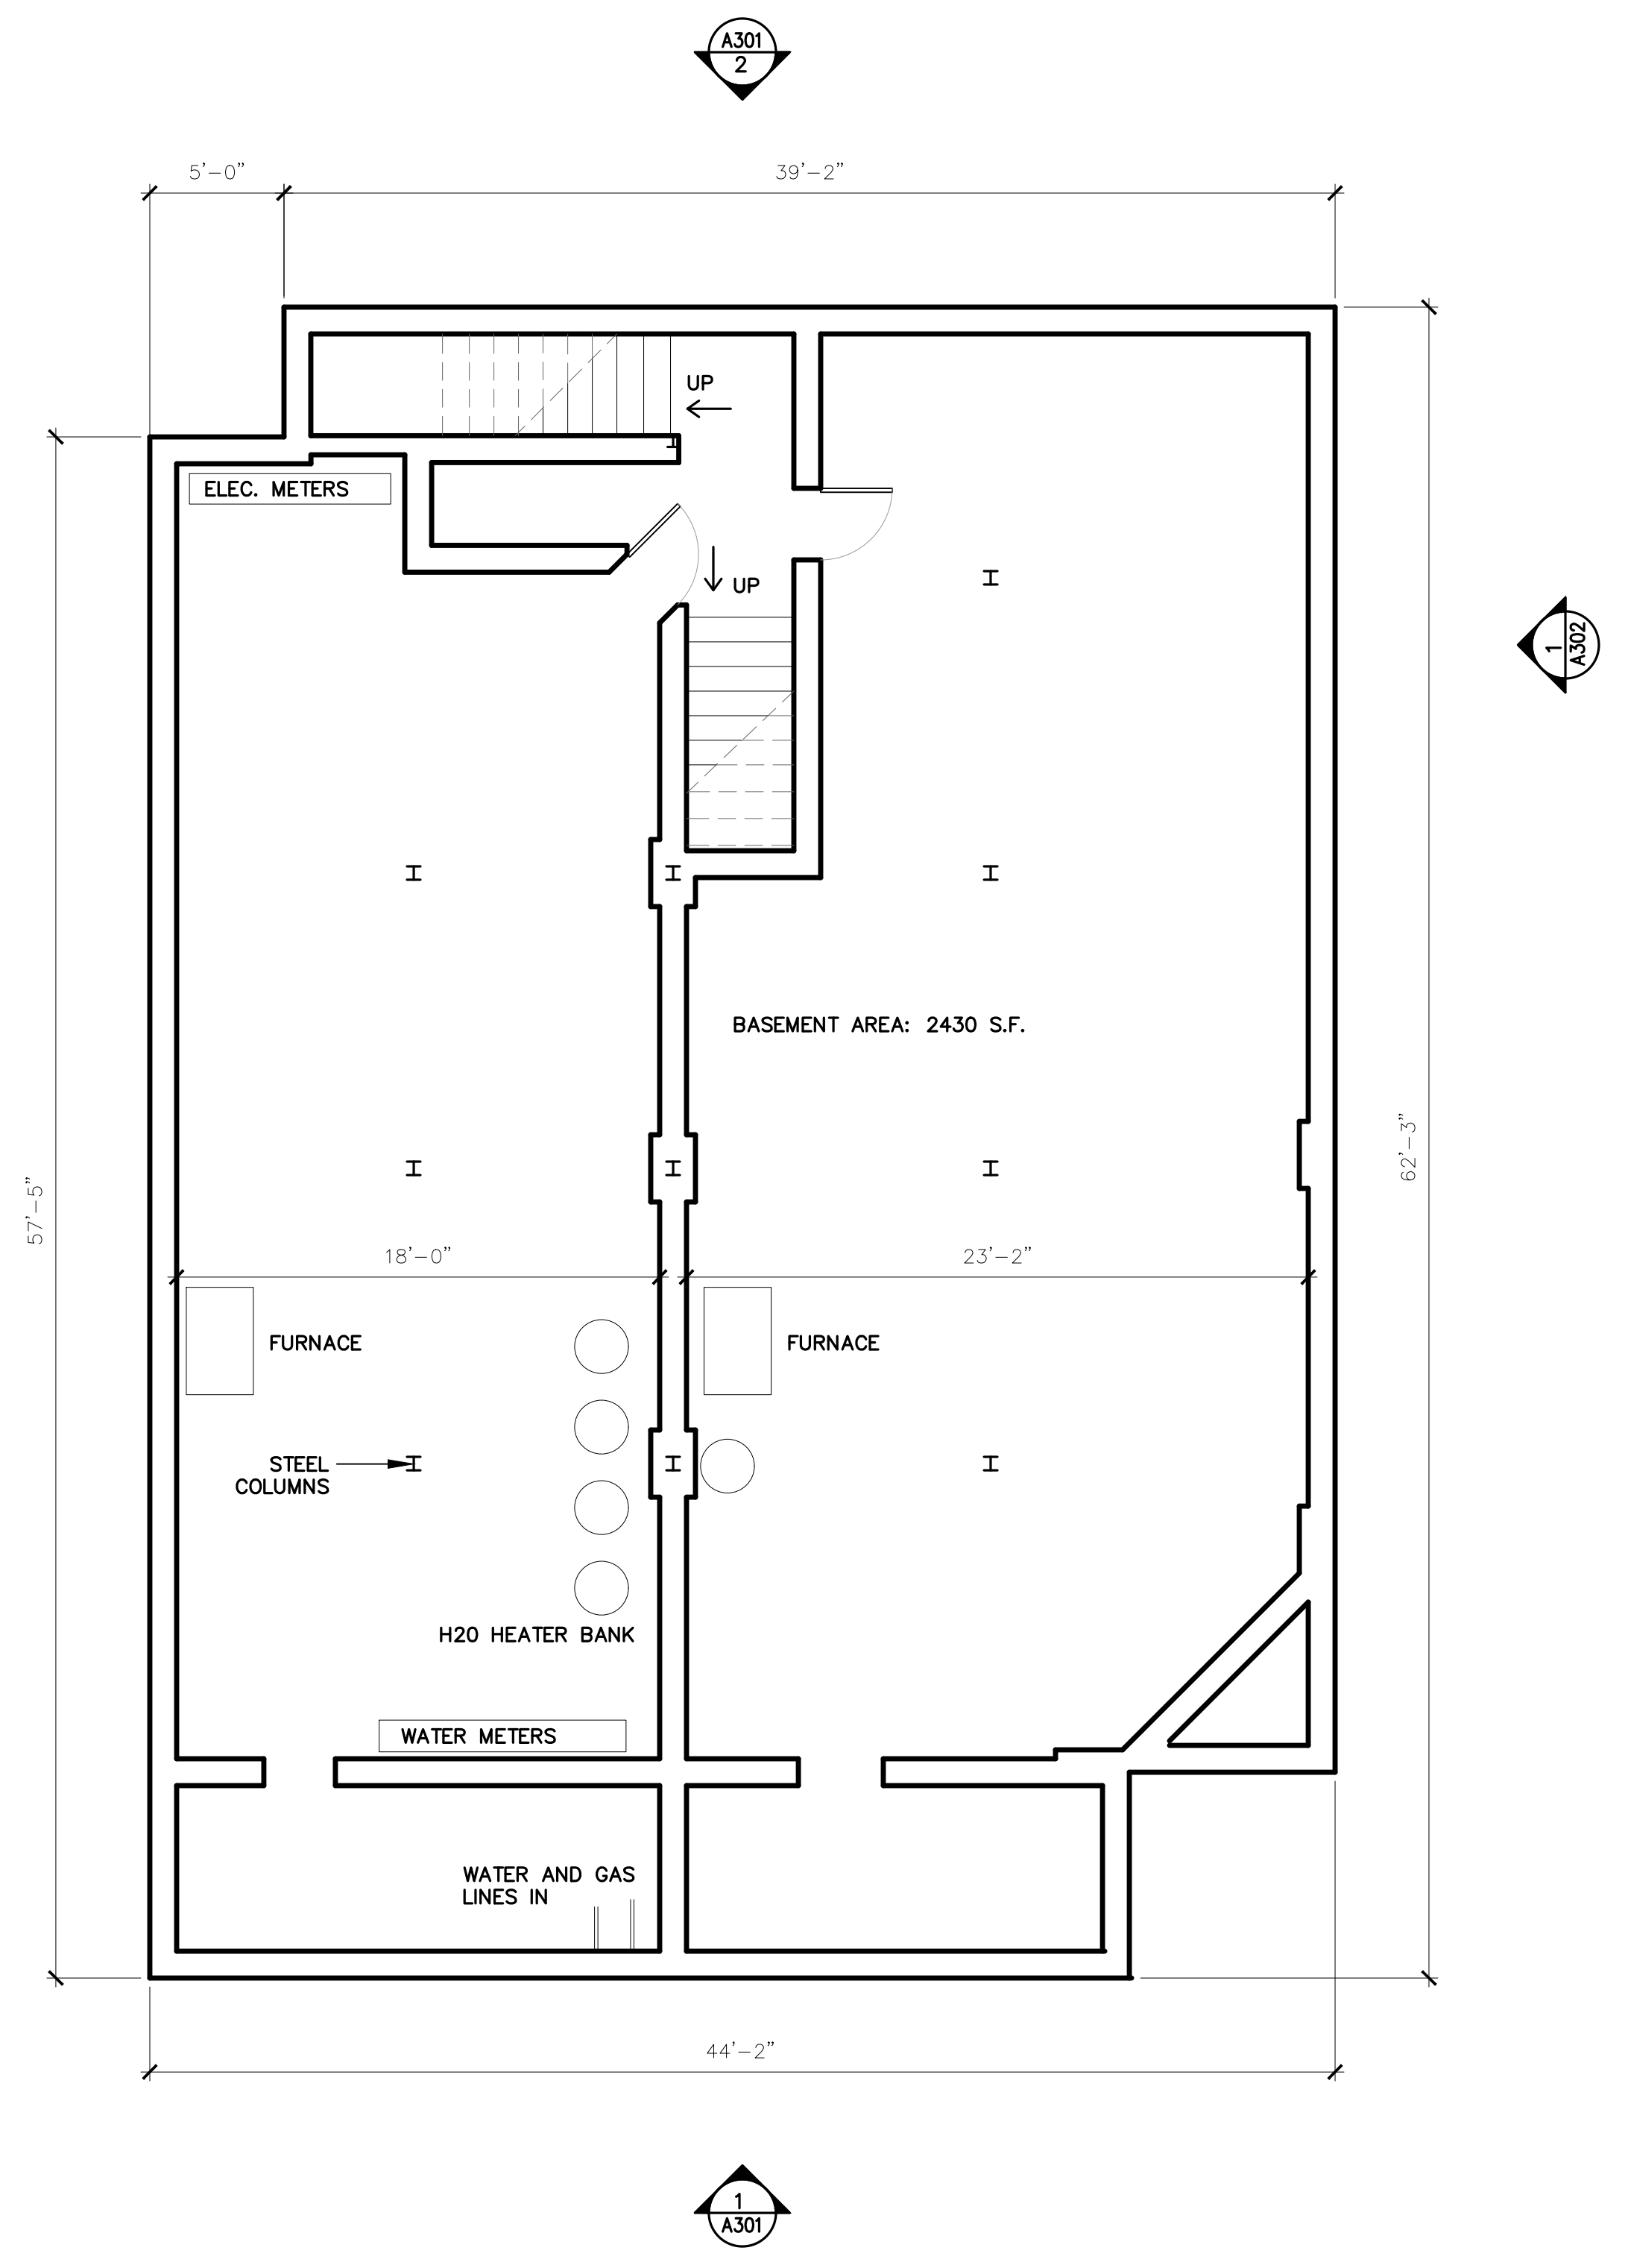 A301
2
5'-0"
39'-2"
UP
ELEC. METERS
UP
1
A302
BASEMENT AREA: 2430 S.F.
62'-3"
57'-5"
18'-0"
23'-2"
FURNACE
FURNACE
STEEL
COLUMNS
H20 HEATER BANK
WATER METERS
WATER AND GAS
LINES IN
44'-2"
1
A301